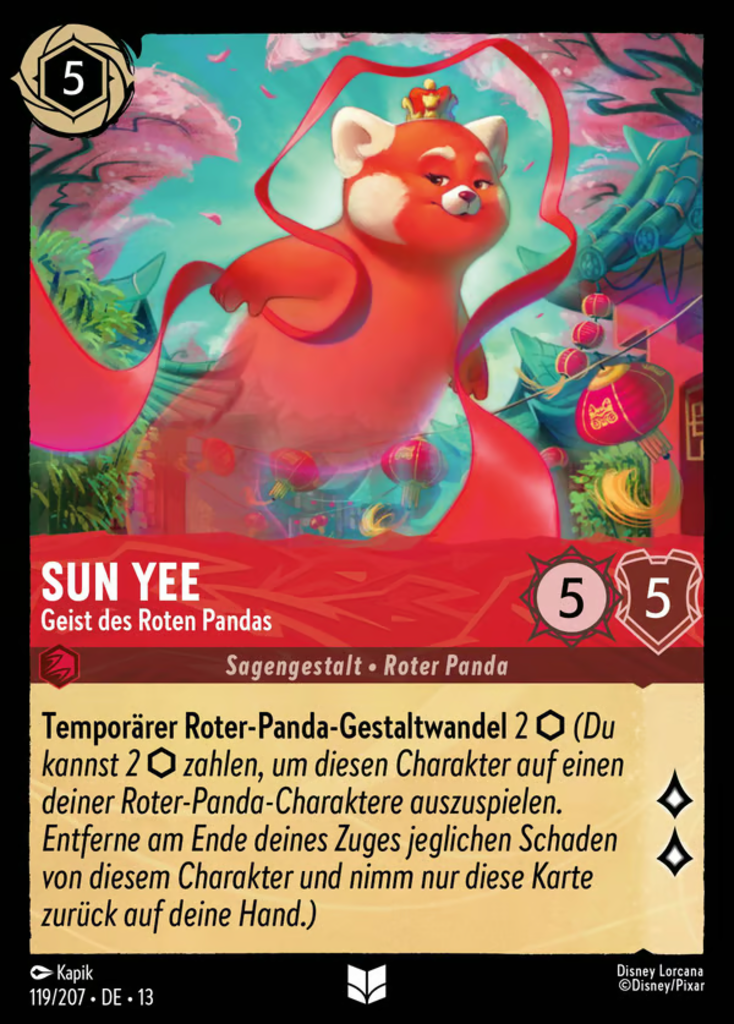 5
SUN YEE
Geist des Roten Pandas
5 5
Sagengestalt • Roter Panda
Temporärer Roter-Panda-Gestaltwandel 2 ⬡ (Du
kannst 2 ⬡ zahlen, um diesen Charakter auf einen
deiner Roter-Panda-Charaktere auszuspielen.
Entferne am Ende deines Zuges jeglichen Schaden
von diesem Charakter und nimm nur diese Karte
zurück auf deine Hand.)
Kapik
119/207 • DE • 13
Disney Lorcana
©Disney/Pixar